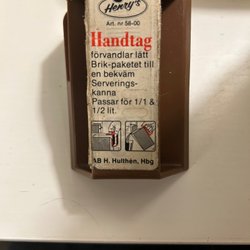 Henry's
Art. nr 58-00
Handtag
förvandlar lätt
Brik-paketet till
en bekväm
Serverings-
kanna
Passar för 1/1 &
1/2 lit.
AB H. Hulthén, Hbg